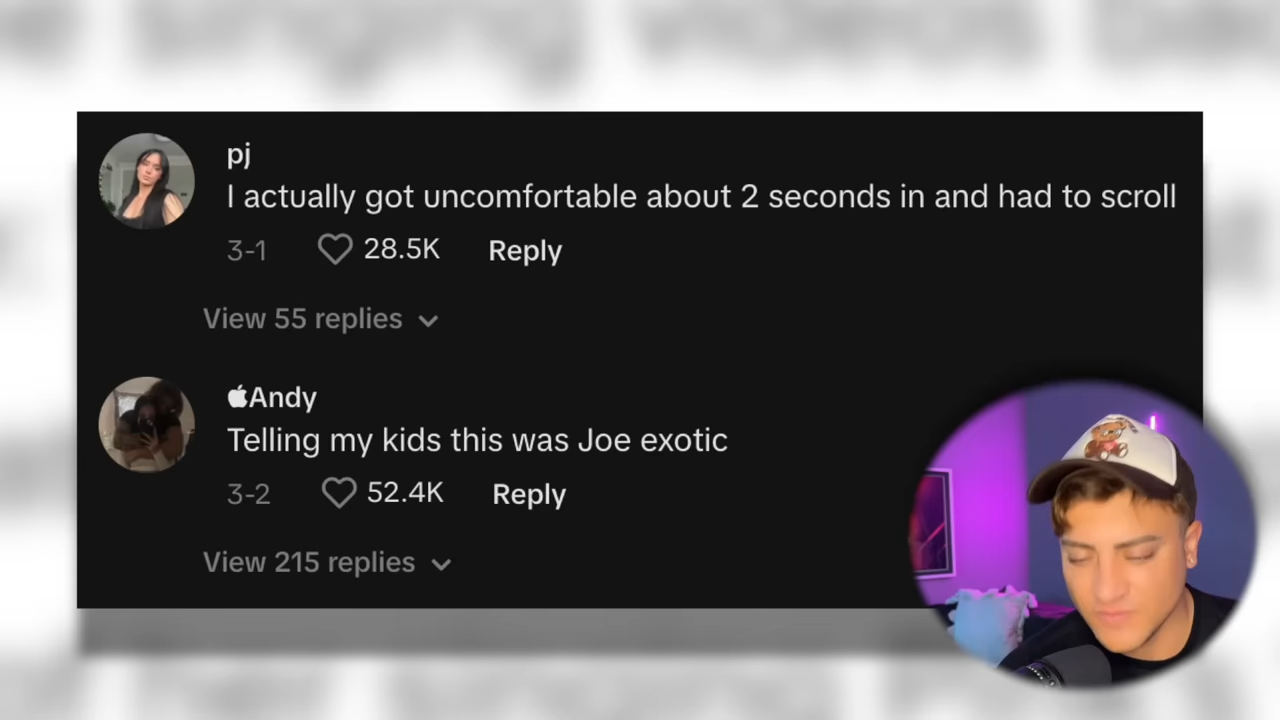 pj
I actually got uncomfortable about 2 seconds in and had to scroll
3-1 28.5K Reply
View 55 replies
Andy
Telling my kids this was Joe exotic
3-2 52.4K Reply
View 215 replies